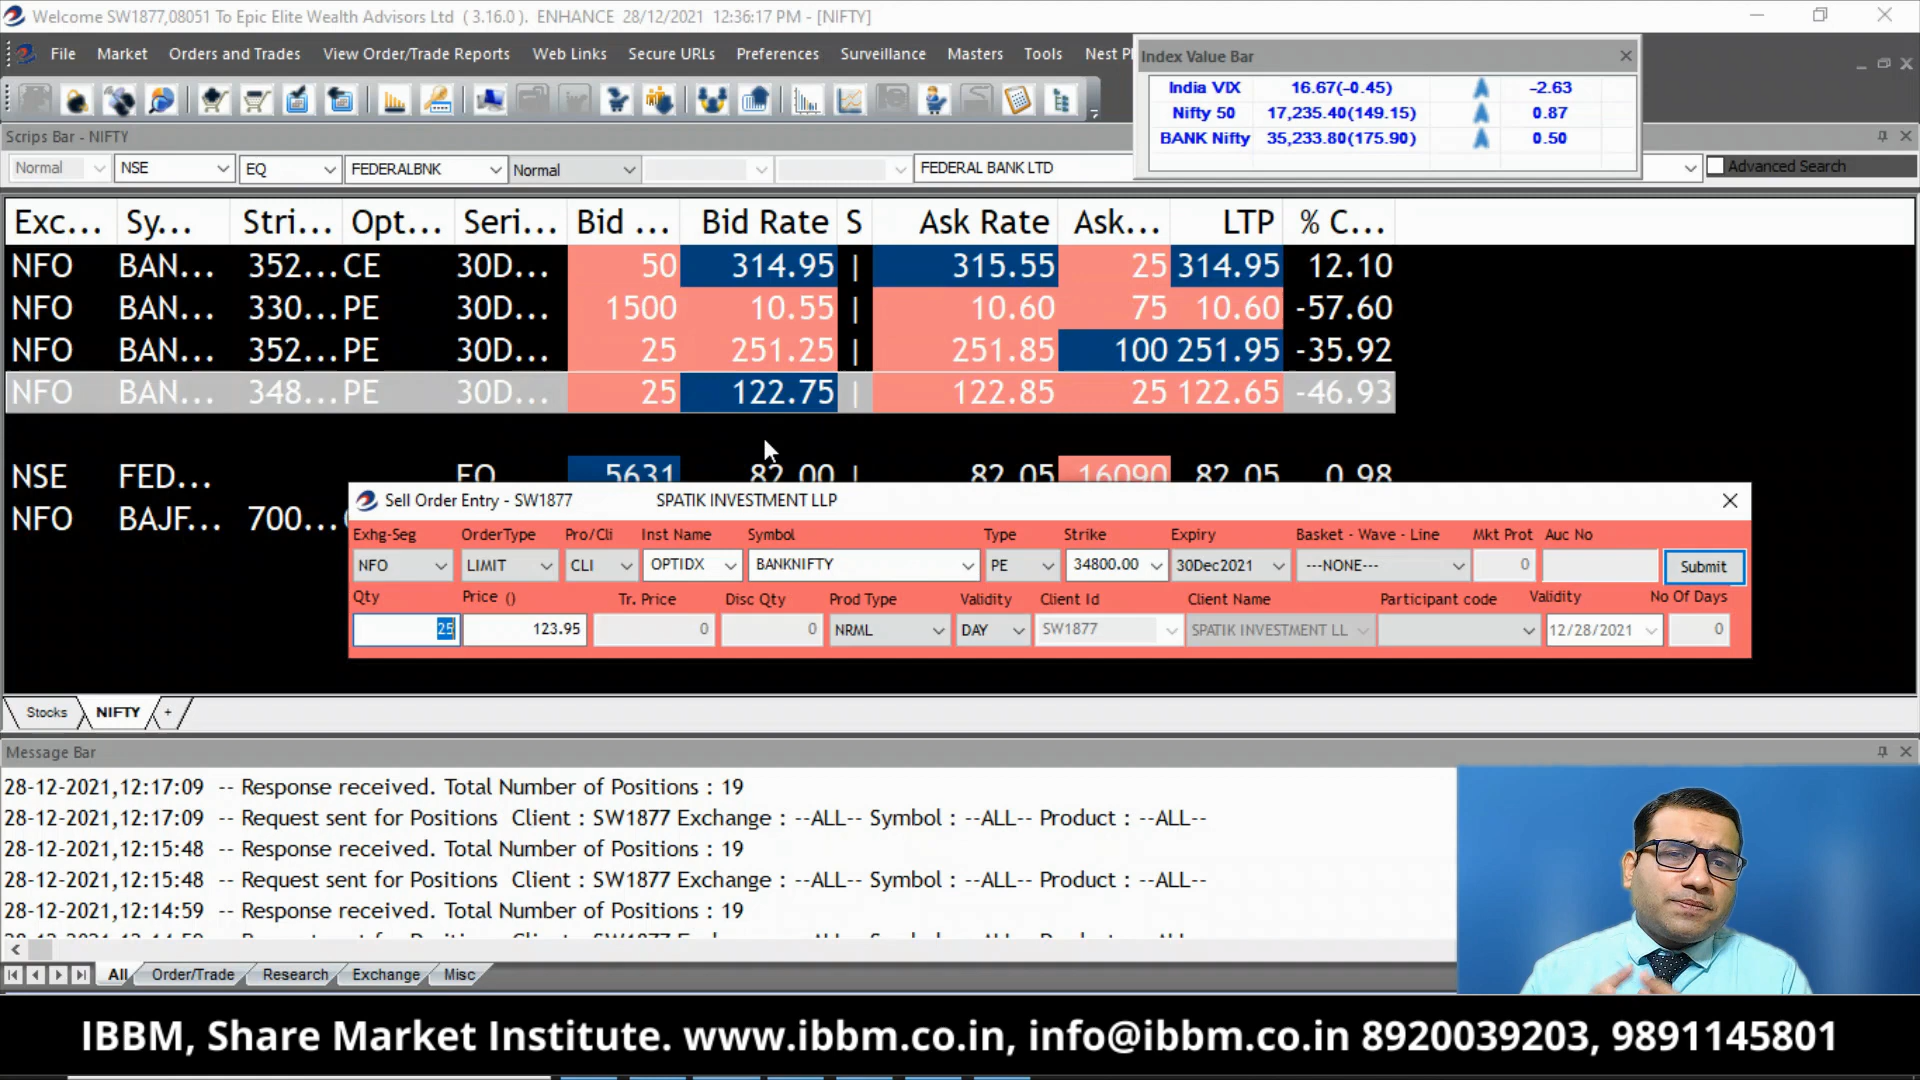 Welcome SW1877,08051 To Epic Elite Wealth Advisors Ltd ( 3.16.0 ). ENHANCE 28/12/2021 12:36:17 PM - [NIFTY]
File Market Orders and Trades View Order/Trade Reports Web Links Secure URLs Preferences Surveillance Masters Tools Nest
Index Value Bar
India VIX 16.67(-0.45) -2.63
Nifty 50 17,235.40(149.15) 0.87
BANK Nifty 35,233.80(175.90) 0.50
Scrips Bar - NIFTY
Normal NSE EQ FEDERALBNK Normal FEDERAL BANK LTD Advanced Search
Exc... Sy... Stri... Opt... Seri... Bid ... Bid Rate S Ask Rate Ask... LTP % C...
NFO BAN... 352... CE 30D... 50 314.95 | 315.55 25 314.95 12.10
NFO BAN... 330... PE 30D... 1500 10.55 | 10.60 75 10.60 -57.60
NFO BAN... 352... PE 30D... 25 251.25 | 251.85 100 251.95 -35.92
NFO BAN... 348... PE 30D... 25 122.75 | 122.85 25 122.65 -46.93
NSE FED... EQ 5631 82.00 | 82.05 16090 82.05 0.98
NFO BAJF... 700...
Sell Order Entry - SW1877 SPATIK INVESTMENT LLP
Exhg-Seg OrderType Pro/Cli Inst Name Symbol Type Strike Expiry Basket - Wave - Line Mkt Prot Auc No
NFO LIMIT CLI OPTIDX BANKNIFTY PE 34800.00 30Dec2021 ---NONE--- 0 Submit
Qty Price () Tr. Price Disc Qty Prod Type Validity Client Id Client Name Participant code Validity No Of Days
25 123.95 0 0 NRML DAY SW1877 SPATIK INVESTMENT LL 12/28/2021 0
Stocks NIFTY +
Message Bar
28-12-2021,12:17:09 -- Response received. Total Number of Positions : 19
28-12-2021,12:17:09 -- Request sent for Positions Client : SW1877 Exchange : --ALL-- Symbol : --ALL-- Product : --ALL--
28-12-2021,12:15:48 -- Response received. Total Number of Positions : 19
28-12-2021,12:15:48 -- Request sent for Positions Client : SW1877 Exchange : --ALL-- Symbol : --ALL-- Product : --ALL--
28-12-2021,12:14:59 -- Response received. Total Number of Positions : 19
All Order/Trade Research Exchange Misc
IBBM, Share Market Institute. www.ibbm.co.in, info@ibbm.co.in 8920039203, 9891145801